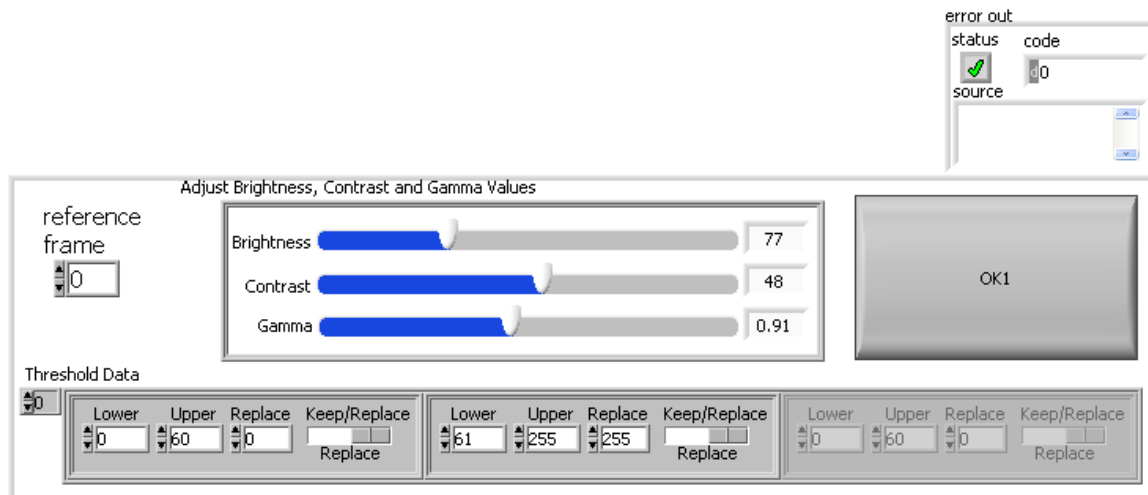 error out
status code
d0
source
Adjust Brightness, Contrast and Gamma Values
reference
frame
0
Brightness 77
Contrast 48
Gamma 0.91
OK1
Threshold Data
0
Lower Upper Replace Keep/Replace Lower Upper Replace Keep/Replace Lower Upper Replace Keep/Replace
0 60 0 61 255 255 0 60 0
Replace Replace Replace